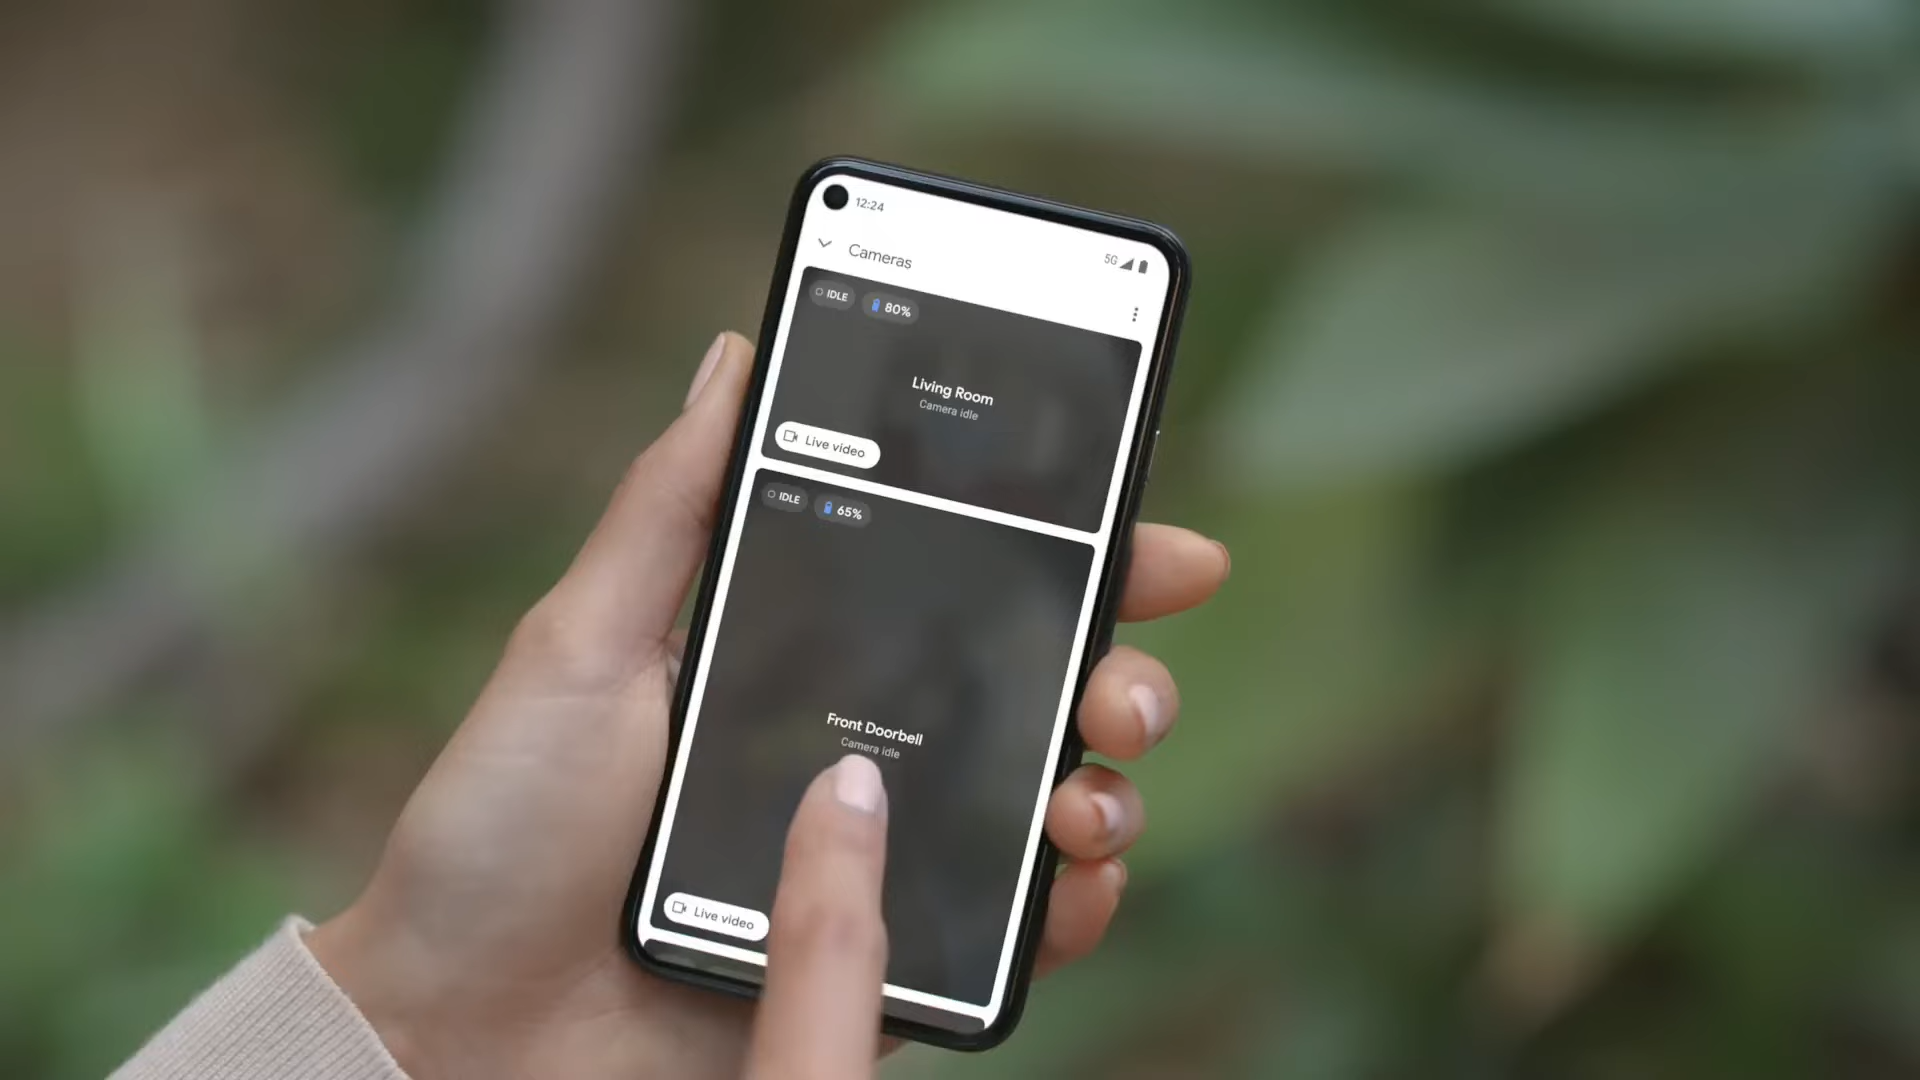 12:24
5G
Cameras
IDLE 80%
Living Room
Camera idle
Live video
IDLE 65%
Front Doorbell
Camera idle
Live video